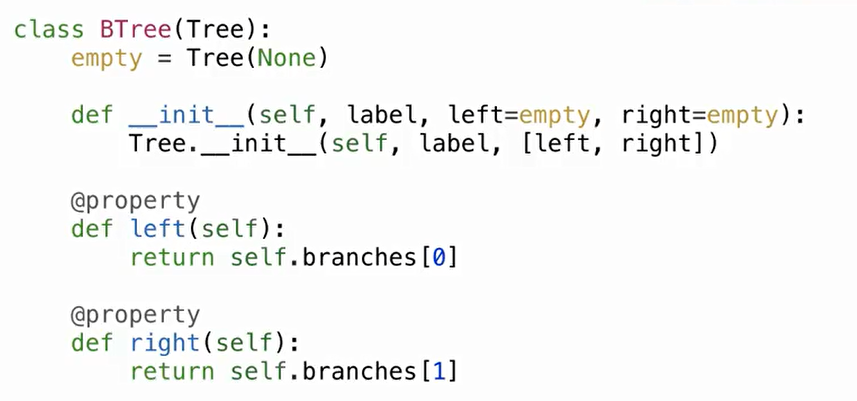 class BTree(Tree):
    empty = Tree(None)

    def __init__(self, label, left=empty, right=empty):
        Tree.__init__(self, label, [left, right])

    @property
    def left(self):
        return self.branches[0]

    @property
    def right(self):
        return self.branches[1]